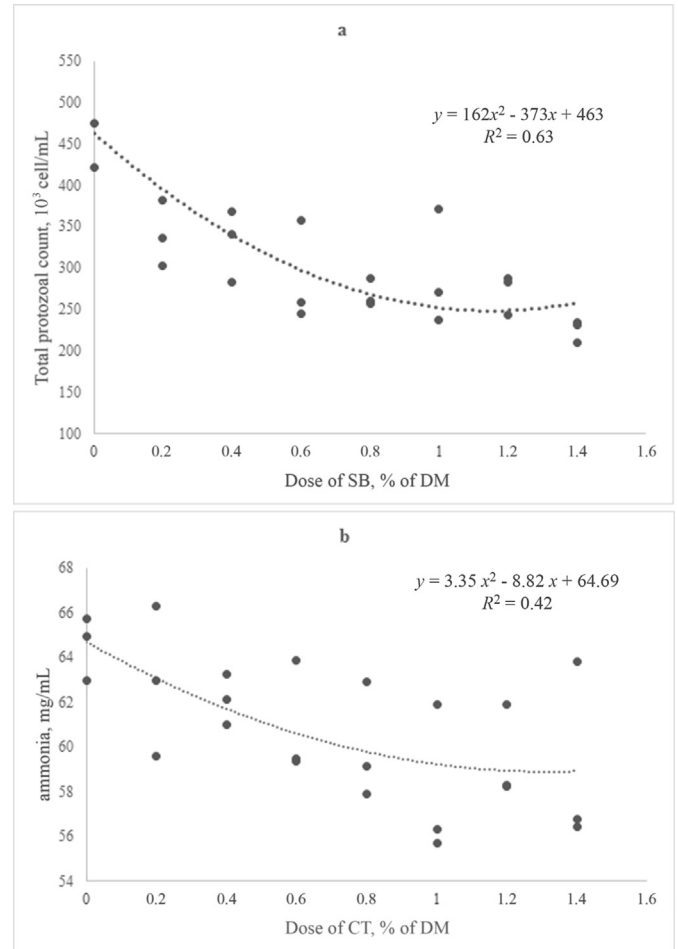 a
y = 162x² - 373x + 463
R² = 0.63
Total protozoal count, 10³ cell/mL
550
500
450
400
350
300
250
200
150
100
0 0.2 0.4 0.6 0.8 1 1.2 1.4 1.6
Dose of SB, % of DM
b
y = 3.35 x² - 8.82 x + 64.69
R² = 0.42
ammonia, mg/mL
68
66
64
62
60
58
56
54
0 0.2 0.4 0.6 0.8 1 1.2 1.4 1.6
Dose of CT, % of DM